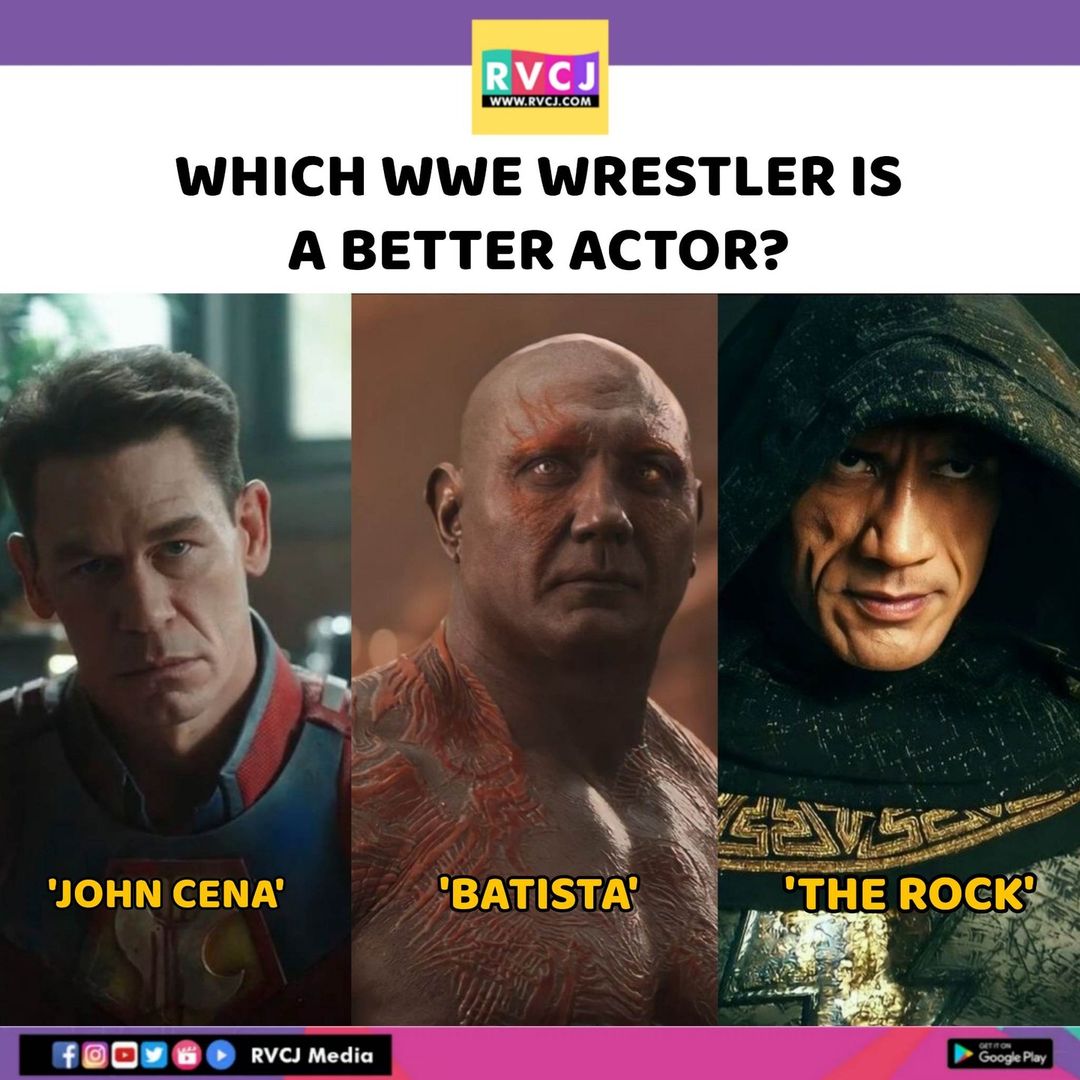 RVCJ
WWW.RVCJ.COM
WHICH WWE WRESTLER IS
A BETTER ACTOR?
'JOHN CENA'
'BATISTA'
'THE ROCK'
RVCJ Media
GET IT ON
Google Play